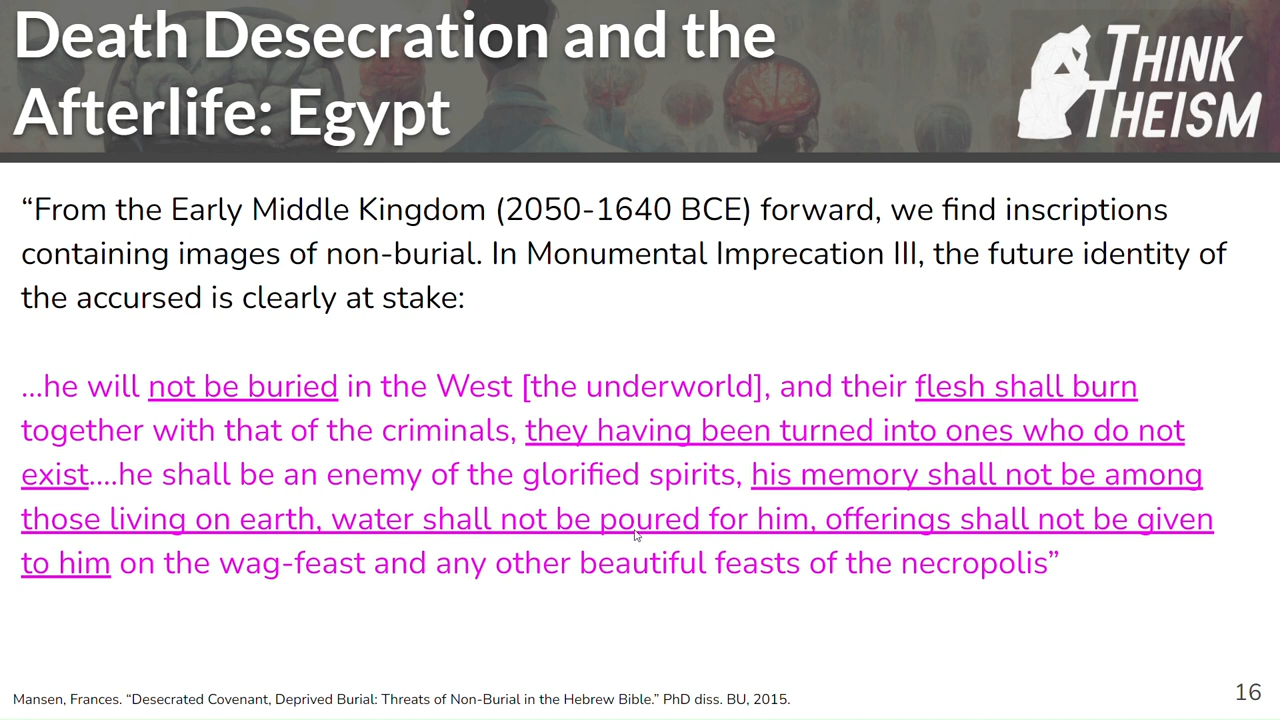 Death Desecration and the
Afterlife: Egypt
THINK
THEISM
“From the Early Middle Kingdom (2050-1640 BCE) forward, we find inscriptions
containing images of non-burial. In Monumental Imprecation III, the future identity of
the accursed is clearly at stake:
...he will not be buried in the West [the underworld], and their flesh shall burn
together with that of the criminals, they having been turned into ones who do not
exist....he shall be an enemy of the glorified spirits, his memory shall not be among
those living on earth, water shall not be poured for him, offerings shall not be given
to him on the wag-feast and any other beautiful feasts of the necropolis”
Mansen, Frances. “Desecrated Covenant, Deprived Burial: Threats of Non-Burial in the Hebrew Bible.” PhD diss. BU, 2015.
16